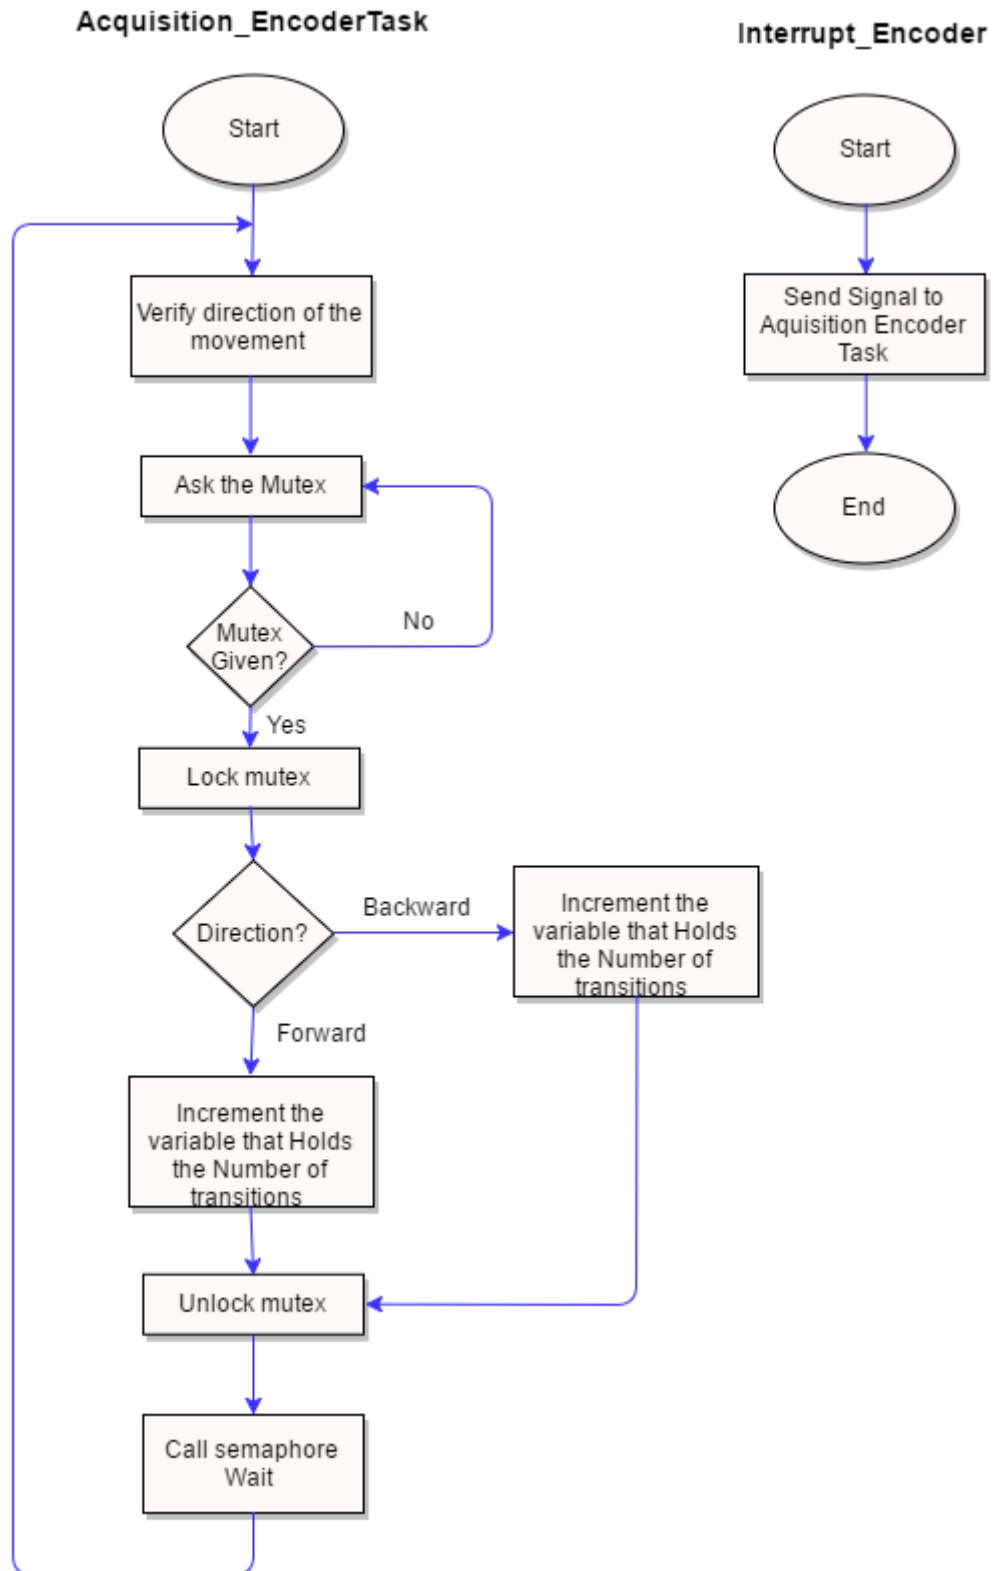 Acquisition_EncoderTask
Start
Verify direction of the
movement
Ask the Mutex
No
Mutex
Given?
Yes
Lock mutex
Direction?
Backward
Increment the
variable that Holds
the Number of
transitions
Forward
Increment the
variable that Holds
the Number of
transitions
Unlock mutex
Call semaphore
Wait
Interrupt_Encoder
Start
Send Signal to
Aquisition Encoder
Task
End